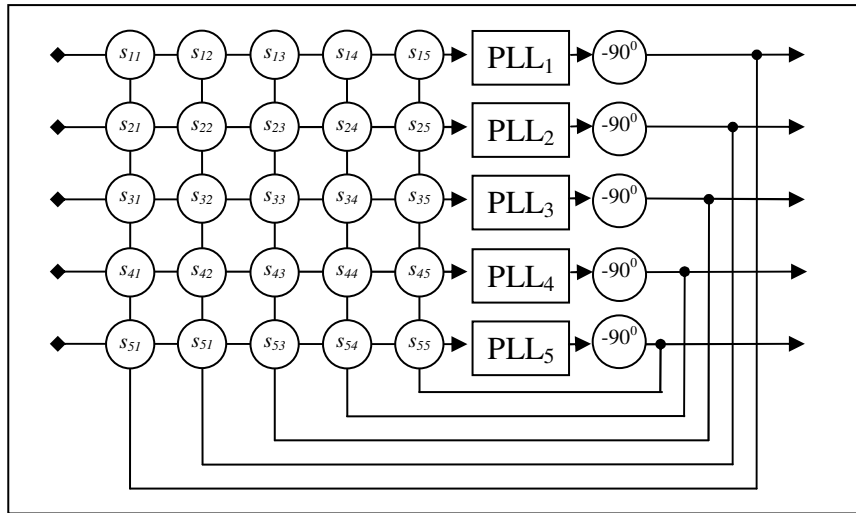 s11 s12 s13 s14 s15 PLL1 -90⁰
s21 s22 s23 s24 s25 PLL2 -90⁰
s31 s32 s33 s34 s35 PLL3 -90⁰
s41 s42 s43 s44 s45 PLL4 -90⁰
s51 s51 s53 s54 s55 PLL5 -90⁰